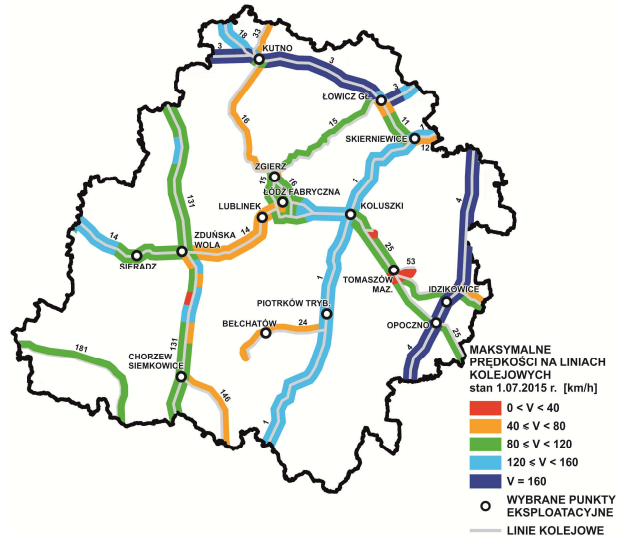 33
18
KUTNO
3
3
3
ŁOWICZ GŁ.
16
15
11
SKIERNIEWICE
1
12
ZGIERZ
15
16
ŁÓDŹ FABRYCZNA
LUBLINEK
KOLUSZKI
1
4
131
14
ZDUŃSKA
WOLA
14
SIERADZ
25
53
TOMASZÓW
MAZ.
IDZIKOWICE
1
PIOTRKÓW TRYB.
BEŁCHATÓW
24
OPOCZNO
25
4
181
CHORZEW
SIEMKOWICE
131
146
1
MAKSYMALNE
PRĘDKOŚCI NA LINIACH
KOLEJOWYCH
stan 1.07.2015 r. [km/h]
0 < V < 40
40 ≤ V < 80
80 ≤ V < 120
120 ≤ V < 160
V = 160
WYBRANE PUNKTY
EKSPLOATACYJNE
LINIE KOLEJOWE